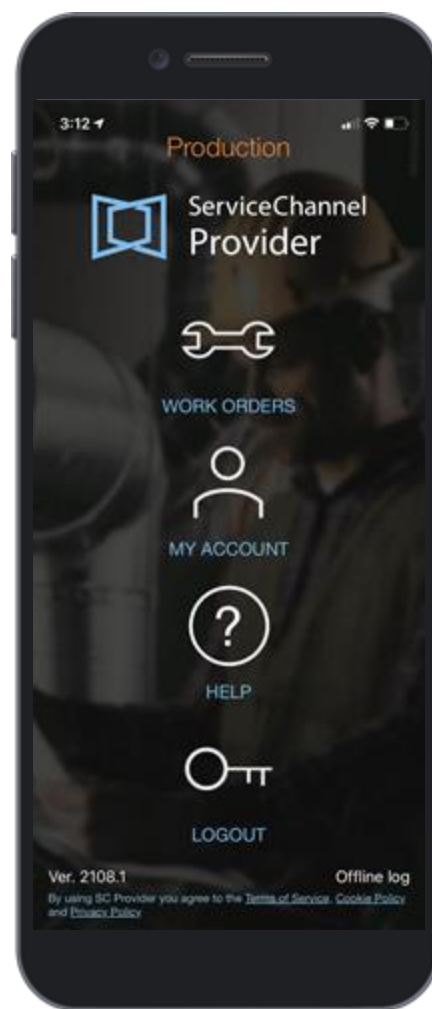 3:12
Production
ServiceChannel
Provider
WORK ORDERS
MY ACCOUNT
?
HELP
LOGOUT
Ver. 2108.1
Offline log
By using SC Provider you agree to the Terms of Service, Cookie Policy
and Privacy Policy